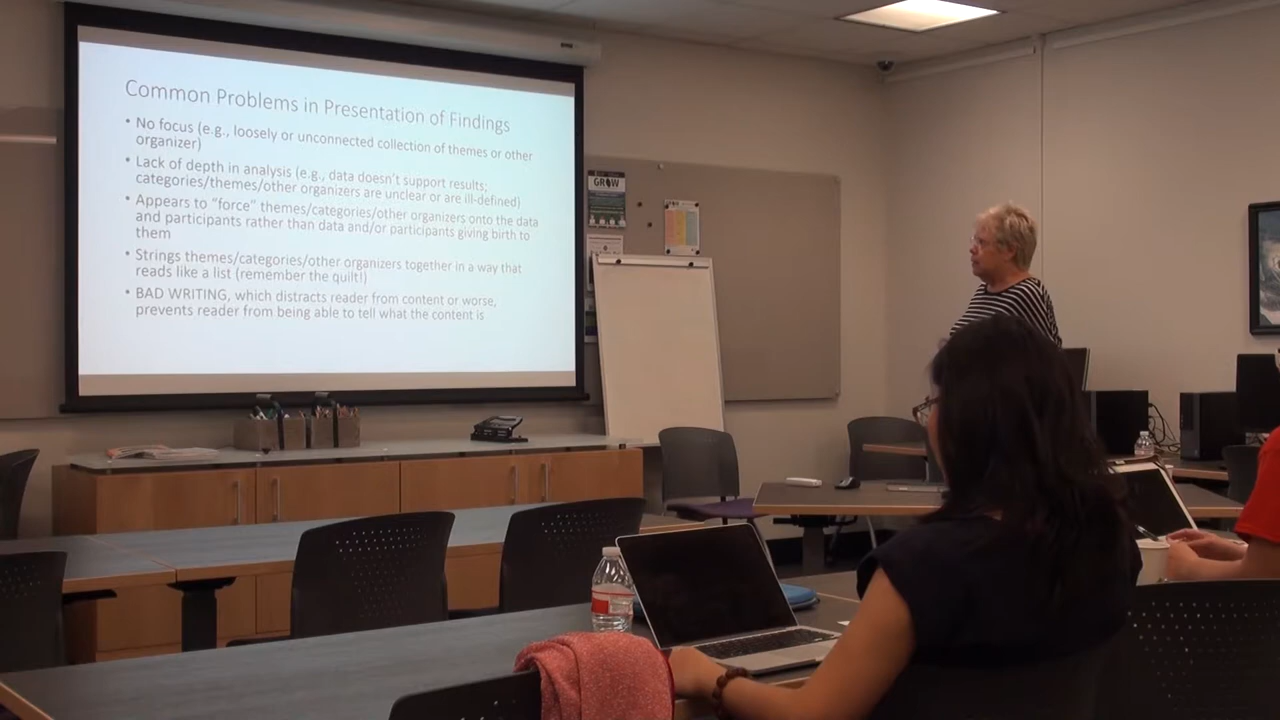 Common Problems in Presentation of Findings
• No focus (e.g., loosely or unconnected collection of themes or other
organizer)
• Lack of depth in analysis (e.g., data doesn't support results;
categories/themes/other organizers are unclear or are ill-defined)
• Appears to "force" themes/categories/other organizers onto the data
and participants rather than data and/or participants giving birth to
them
• Strings themes/categories/other organizers together in a way that
reads like a list (remember the quilt!)
• BAD WRITING, which distracts reader from content or worse,
prevents reader from being able to tell what the content is
GROW